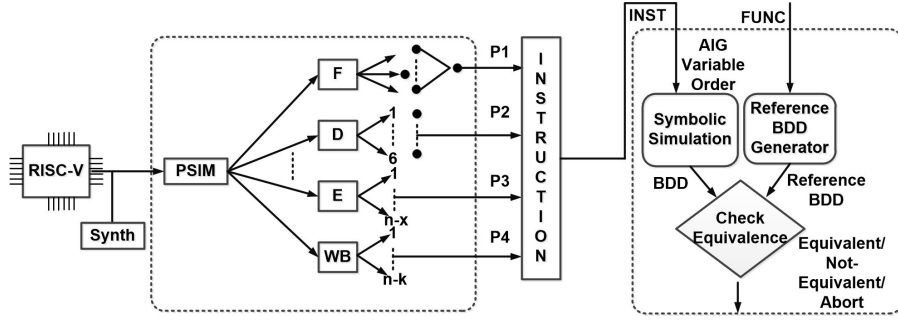 RISC-V
Synth
PSIM
F
D
E
WB
1
6
1
n-x
1
n-k
P1
P2
P3
P4
INSTRUCTION
INST
FUNC
AIG
Variable
Order
Symbolic
Simulation
Reference
BDD
Generator
BDD
Reference
BDD
Check
Equivalence
Equivalent/
Not-
Equivalent/
Abort